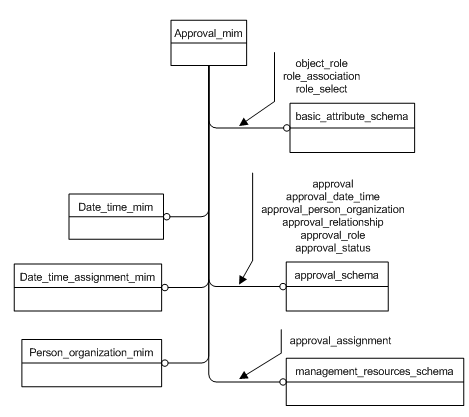 Approval_mim
object_role
role_association
role_select
basic_attribute_schema
Date_time_mim
approval
approval_date_time
approval_person_organization
approval_relationship
approval_role
approval_status
Date_time_assignment_mim
approval_schema
Person_organization_mim
approval_assignment
management_resources_schema